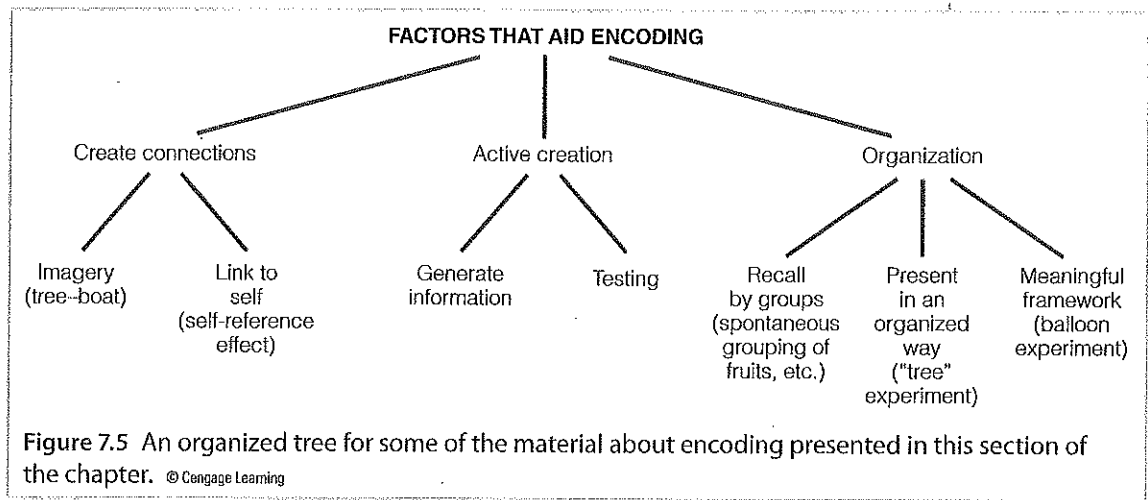 FACTORS THAT AID ENCODING
Create connections
Active creation
Organization
Imagery
(tree–boat)
Link to
self
(self-reference
effect)
Generate
information
Testing
Recall
by groups
(spontaneous
grouping of
fruits, etc.)
Present
in an
organized
way
("tree"
experiment)
Meaningful
framework
(balloon
experiment)
Figure 7.5 An organized tree for some of the material about encoding presented in this section of
the chapter. © Cengage Learning